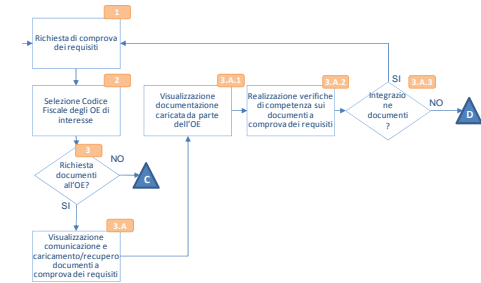 1
Richiesta di comprova
dei requisiti
2
Selezione Codice
Fiscale degli OE di
interesse
3
Richiesta
documenti
all'OE?
NO
C
SI
3.A
Visualizzazione
comunicazione e
caricamento/recupero
documenti a
comprova dei requisiti
3.A.1
Visualizzazione
documentazione
caricata da parte
dell'OE
3.A.2
Realizzazione verifiche
di competenza sui
documenti a
comprova dei requisiti
3.A.3
SI
Integrazio
ne
documenti
?
NO
D